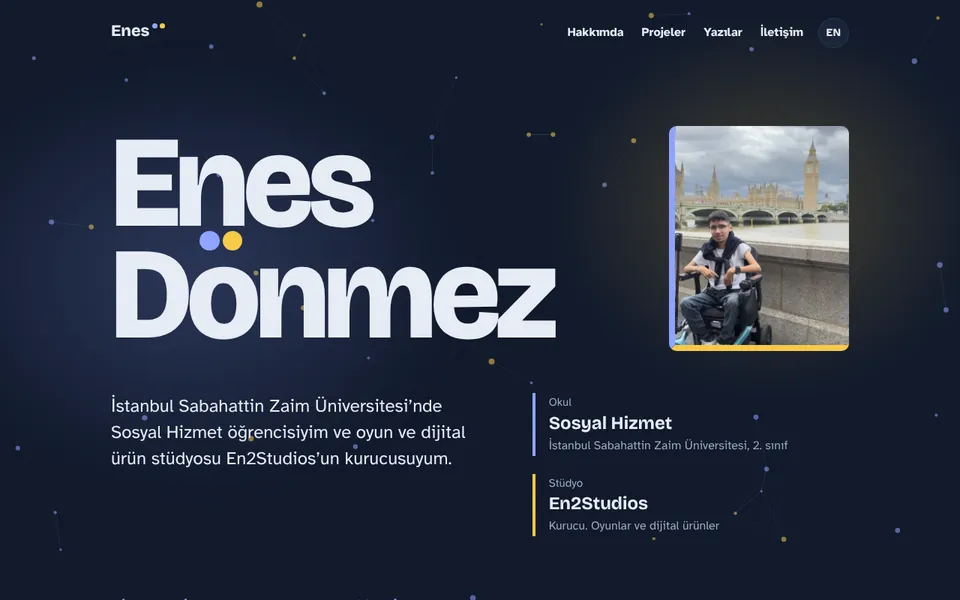 Enes
Hakkımda
Projeler
Yazılar
İletişim
EN
Enes
Dönmez
İstanbul Sabahattin Zaim Üniversitesi’nde
Sosyal Hizmet öğrencisiyim ve oyun ve dijital
ürün stüdyosu En2Studios’un kurucusuyum.
Okul
Sosyal Hizmet
İstanbul Sabahattin Zaim Üniversitesi, 2. sınıf
Stüdyo
En2Studios
Kurucu. Oyunlar ve dijital ürünler